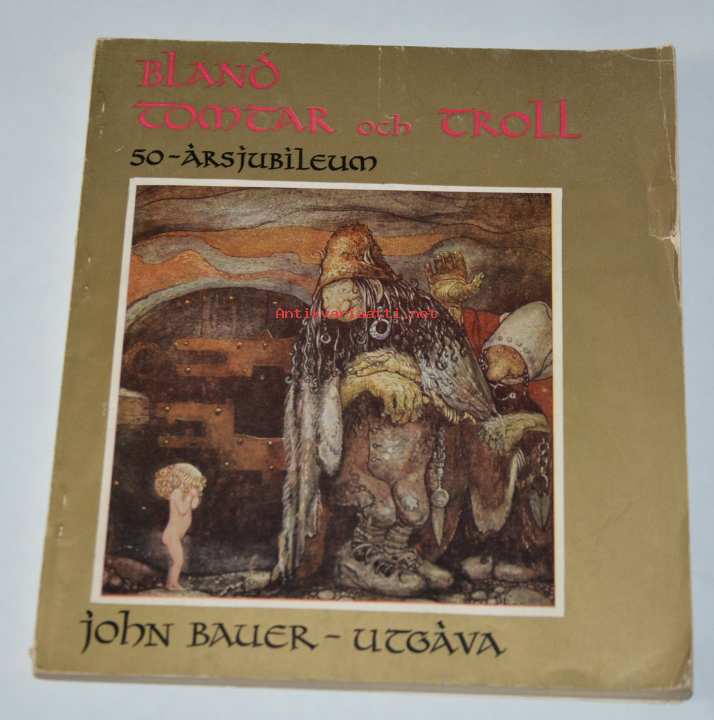 Bland
Tomtar och Troll
50-årsjubileum
Antikvariaatti.net
John Bauer - utgåva